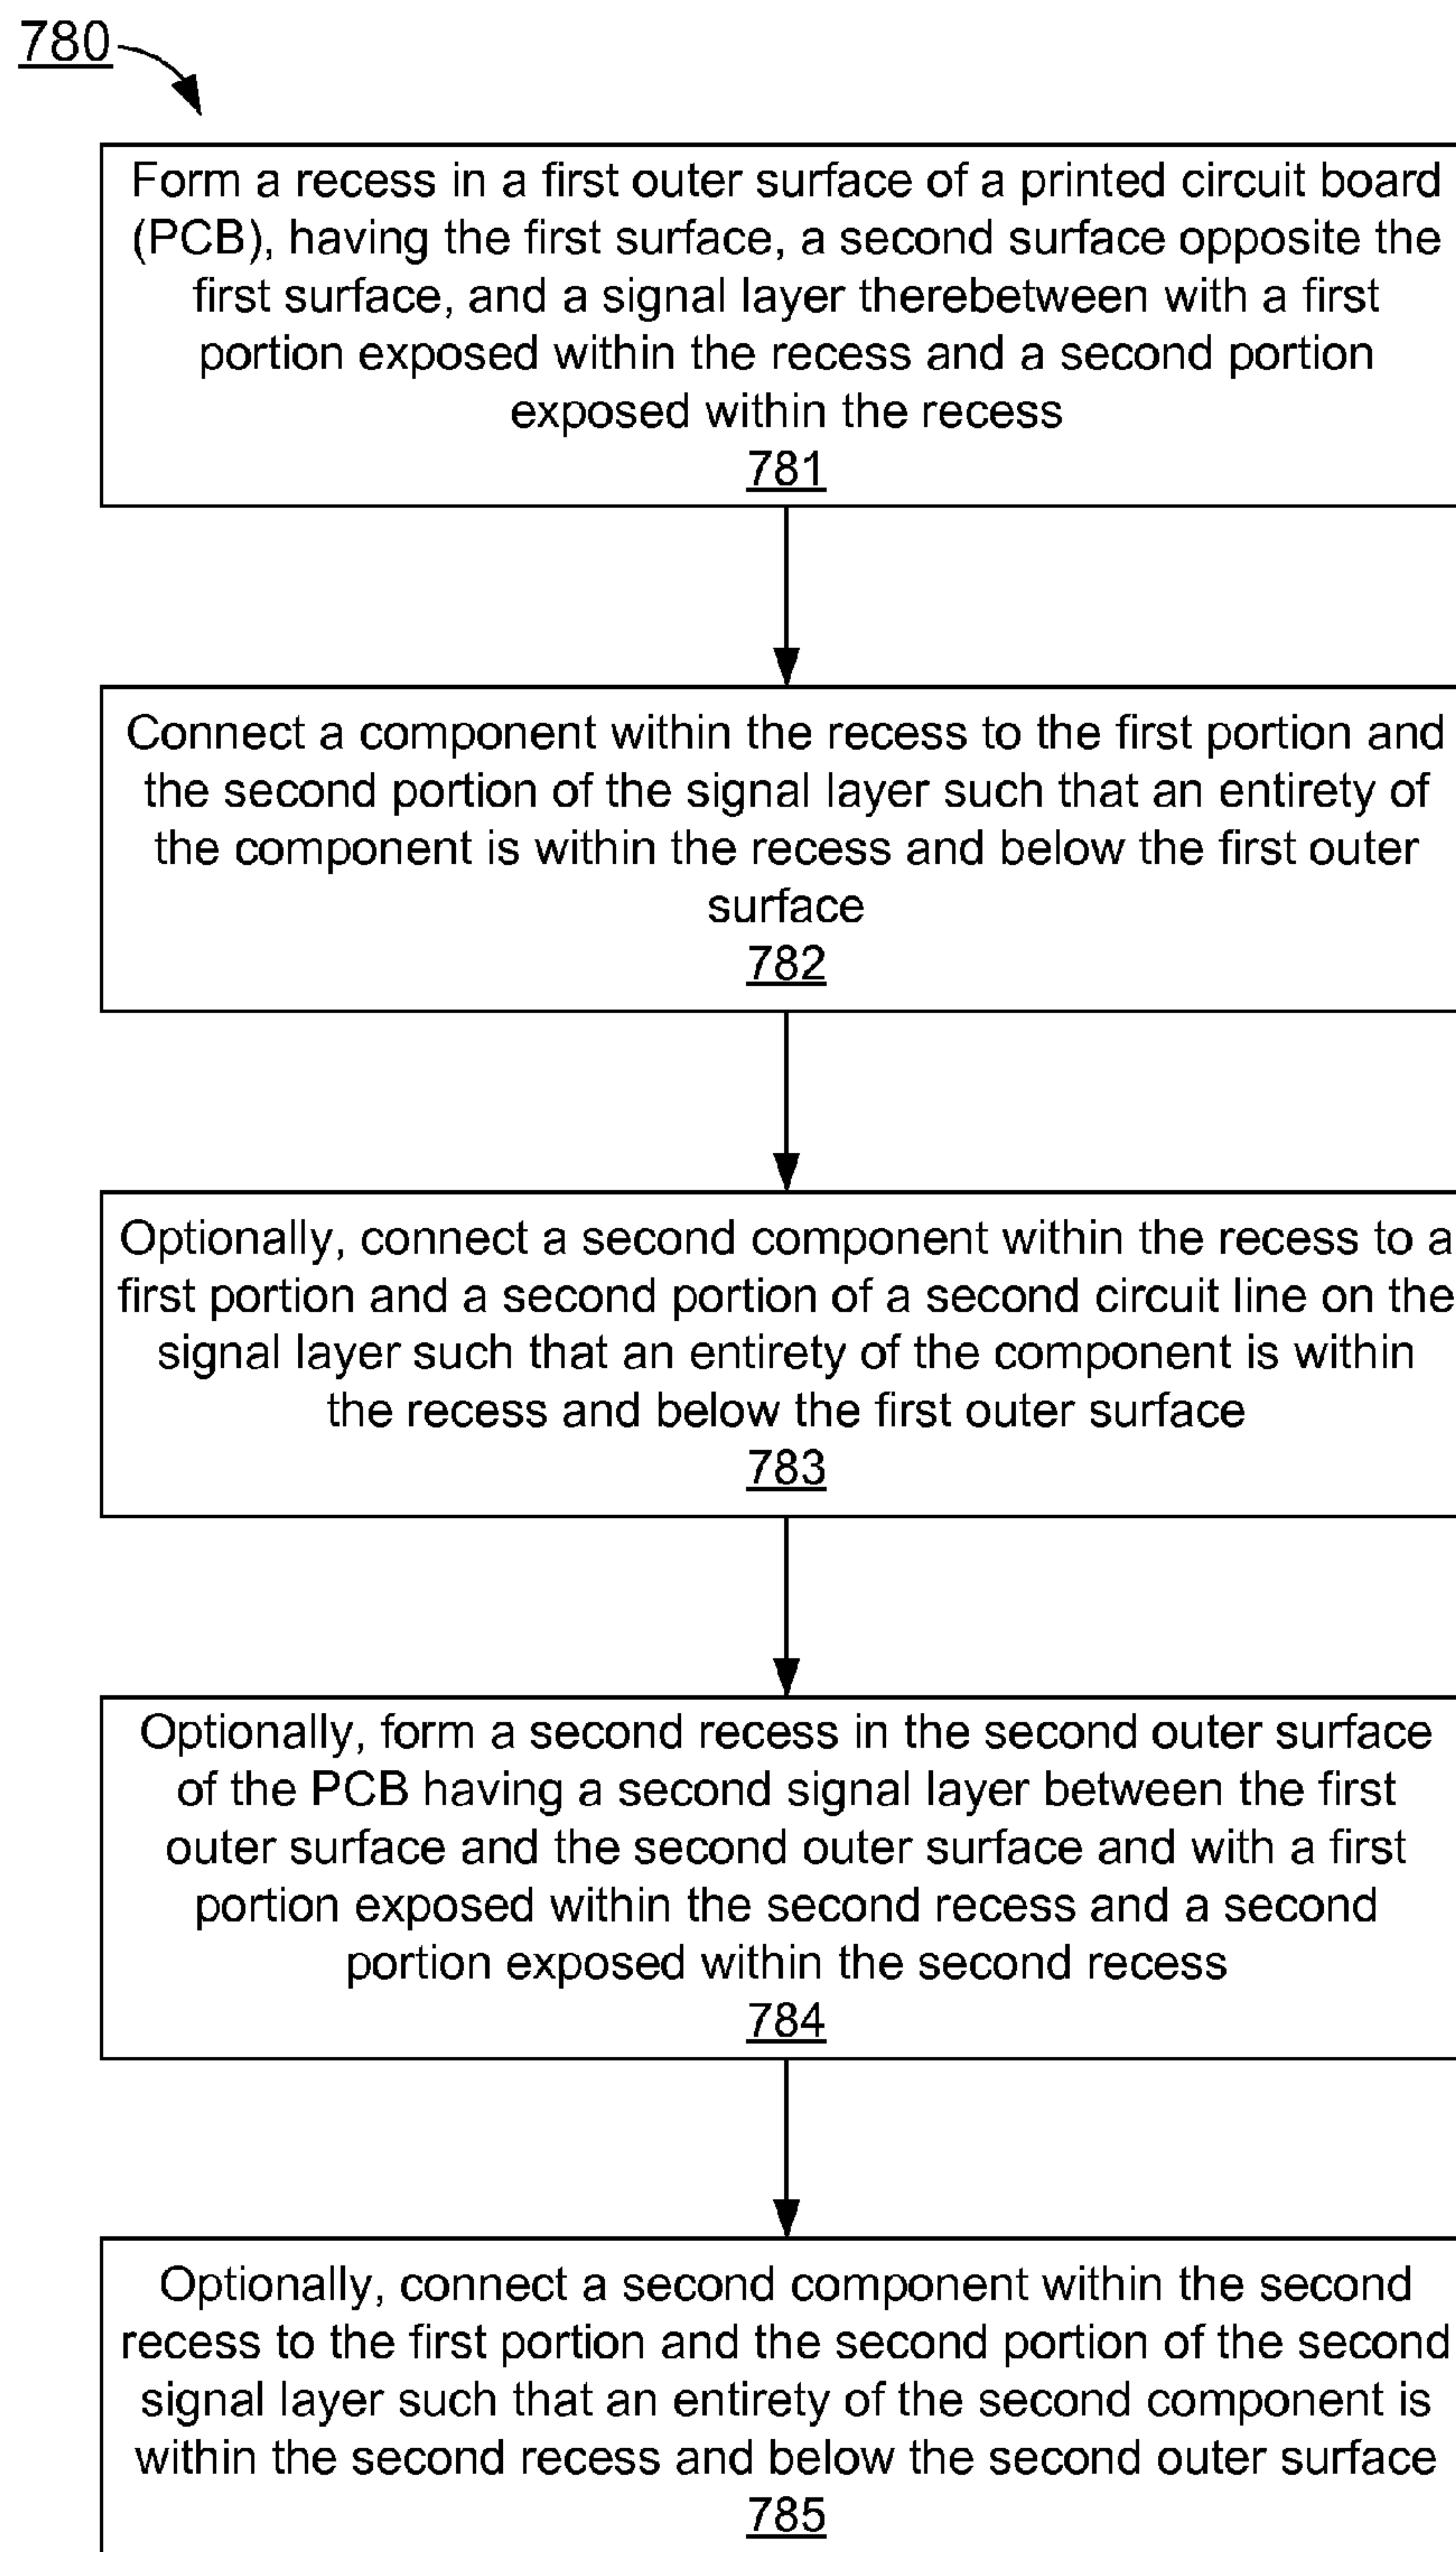 780
Form a recess in a first outer surface of a printed circuit board
(PCB), having the first surface, a second surface opposite the
first surface, and a signal layer therebetween with a first
portion exposed within the recess and a second portion
exposed within the recess
781
Connect a component within the recess to the first portion and
the second portion of the signal layer such that an entirety of
the component is within the recess and below the first outer
surface
782
Optionally, connect a second component within the recess to a
first portion and a second portion of a second circuit line on the
signal layer such that an entirety of the component is within
the recess and below the first outer surface
783
Optionally, form a second recess in the second outer surface
of the PCB having a second signal layer between the first
outer surface and the second outer surface and with a first
portion exposed within the second recess and a second
portion exposed within the second recess
784
Optionally, connect a second component within the second
recess to the first portion and the second portion of the second
signal layer such that an entirety of the second component is
within the second recess and below the second outer surface
785